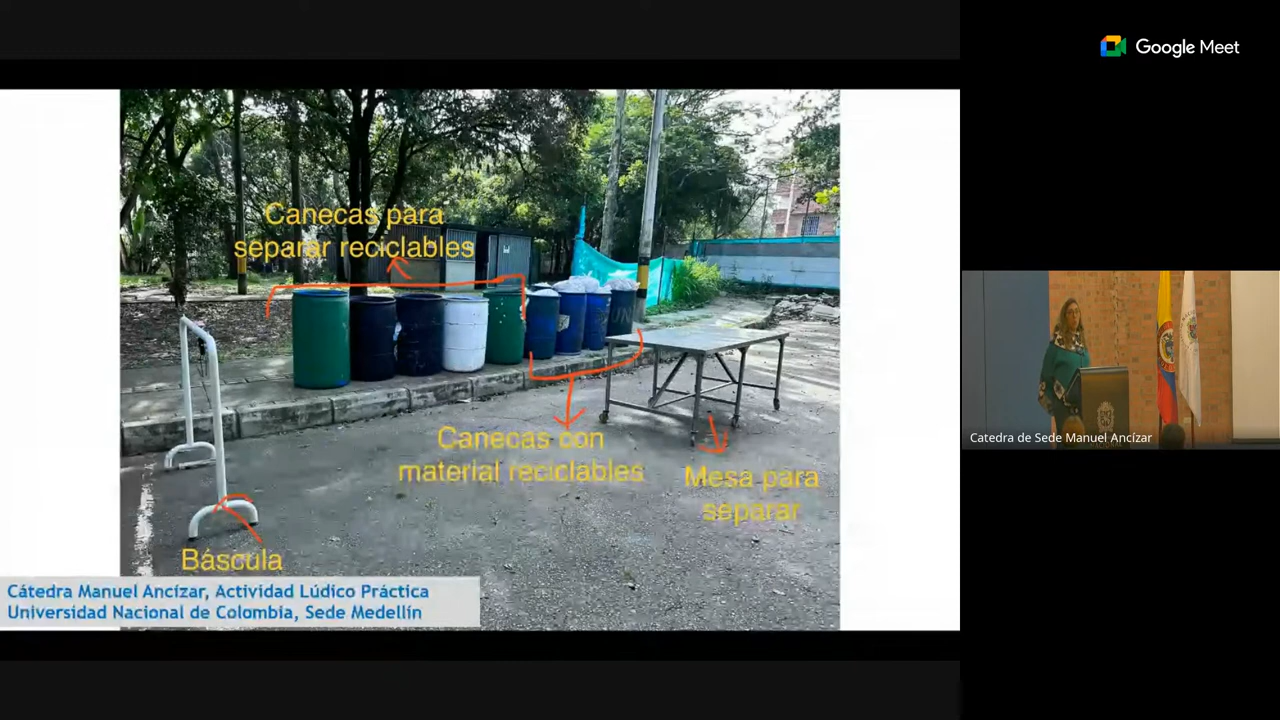 Google Meet
Canecas para
separar reciclables
UN
Canecas con
material reciclables
Mesa para
separar
Báscula
Cátedra Manuel Ancízar, Actividad Lúdico Práctica
Universidad Nacional de Colombia, Sede Medellín
Catedra de Sede Manuel Ancízar